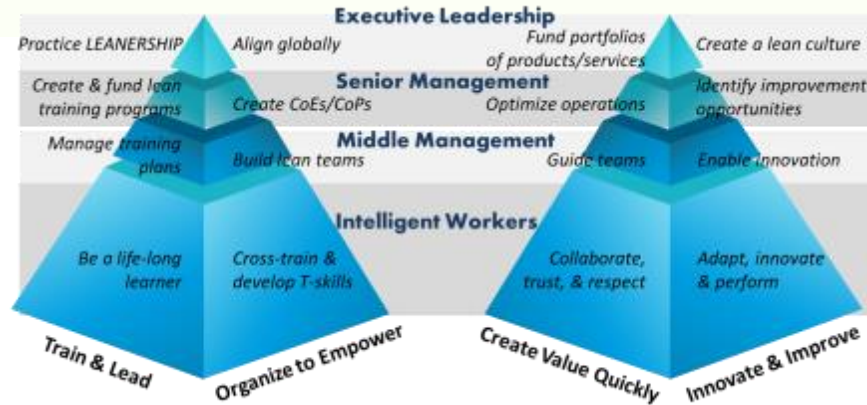 Executive Leadership
Practice LEANERSHIP
Align globally
Fund portfolios
of products/services
Create a lean culture
Senior Management
Create & fund lean
training programs
Create CoEs/CoPs
Optimize operations
Identify improvement
opportunities
Middle Management
Manage training
plans
Build lean teams
Guide teams
Enable innovation
Intelligent Workers
Be a life-long
learner
Cross-train &
develop T-skills
Collaborate,
trust, & respect
Adapt, innovate
& perform
Train & Lead
Organize to Empower
Create Value Quickly
Innovate & Improve